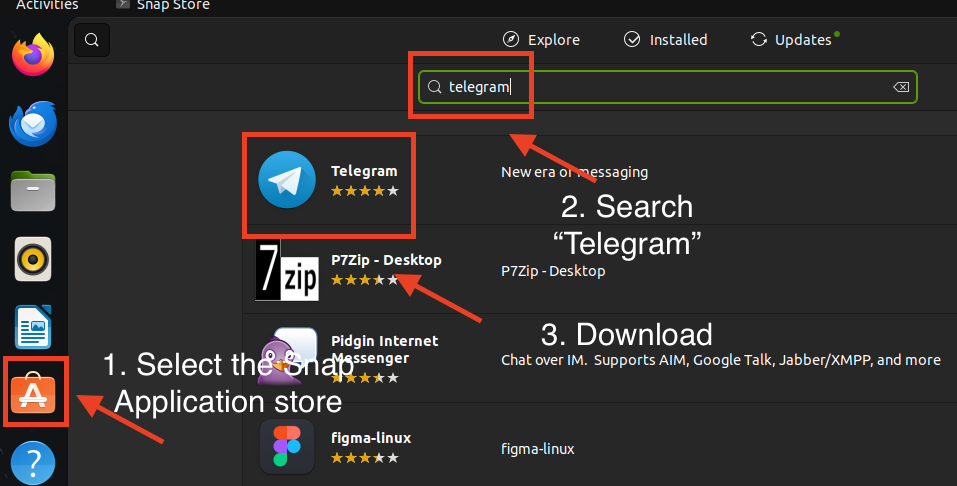 Activities
Snap Store
Explore
Installed
Updates
telegram
Telegram
New era of messaging
2. Search
“Telegram”
7
zip
P7Zip - Desktop
P7Zip - Desktop
3. Download
Pidgin Internet
Messenger
Chat over IM. Supports AIM, Google Talk, Jabber/XMPP, and more
1. Select the Snap
Application store
figma-linux
figma-linux
?